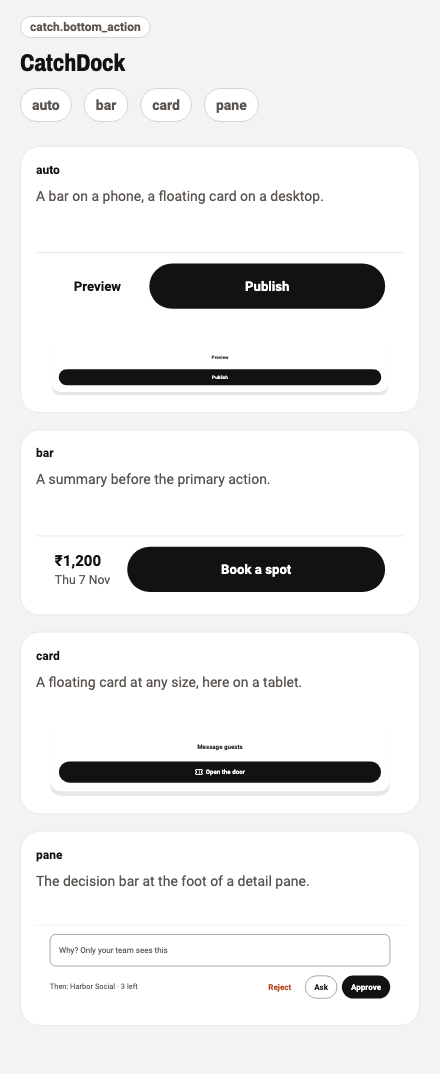 catch.bottom_action
CatchDock
auto bar card pane
auto
A bar on a phone, a floating card on a desktop.
Preview Publish
Preview
Publish
bar
A summary before the primary action.
₹1,200
Thu 7 Nov
Book a spot
card
A floating card at any size, here on a tablet.
Message guests
Open the door
pane
The decision bar at the foot of a detail pane.
Why? Only your team sees this
Then: Harbor Social · 3 left Reject Ask Approve